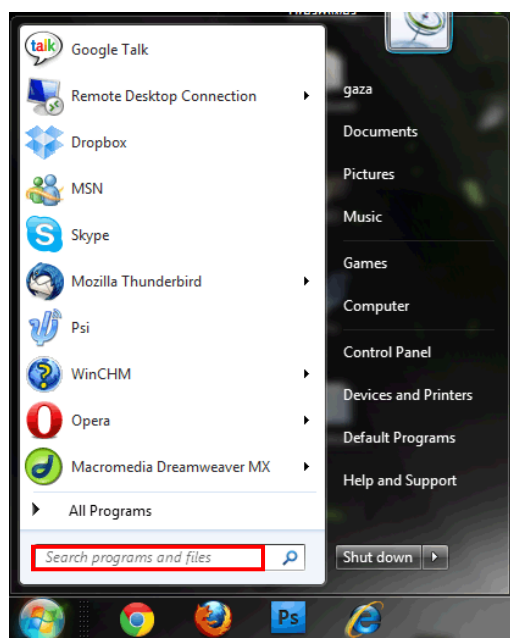 talk
Google Talk
Remote Desktop Connection
Dropbox
MSN
Skype
Mozilla Thunderbird
Psi
WinCHM
Opera
Macromedia Dreamweaver MX
All Programs
Search programs and files
gaza
Documents
Pictures
Music
Games
Computer
Control Panel
Devices and Printers
Default Programs
Help and Support
Shut down
Ps